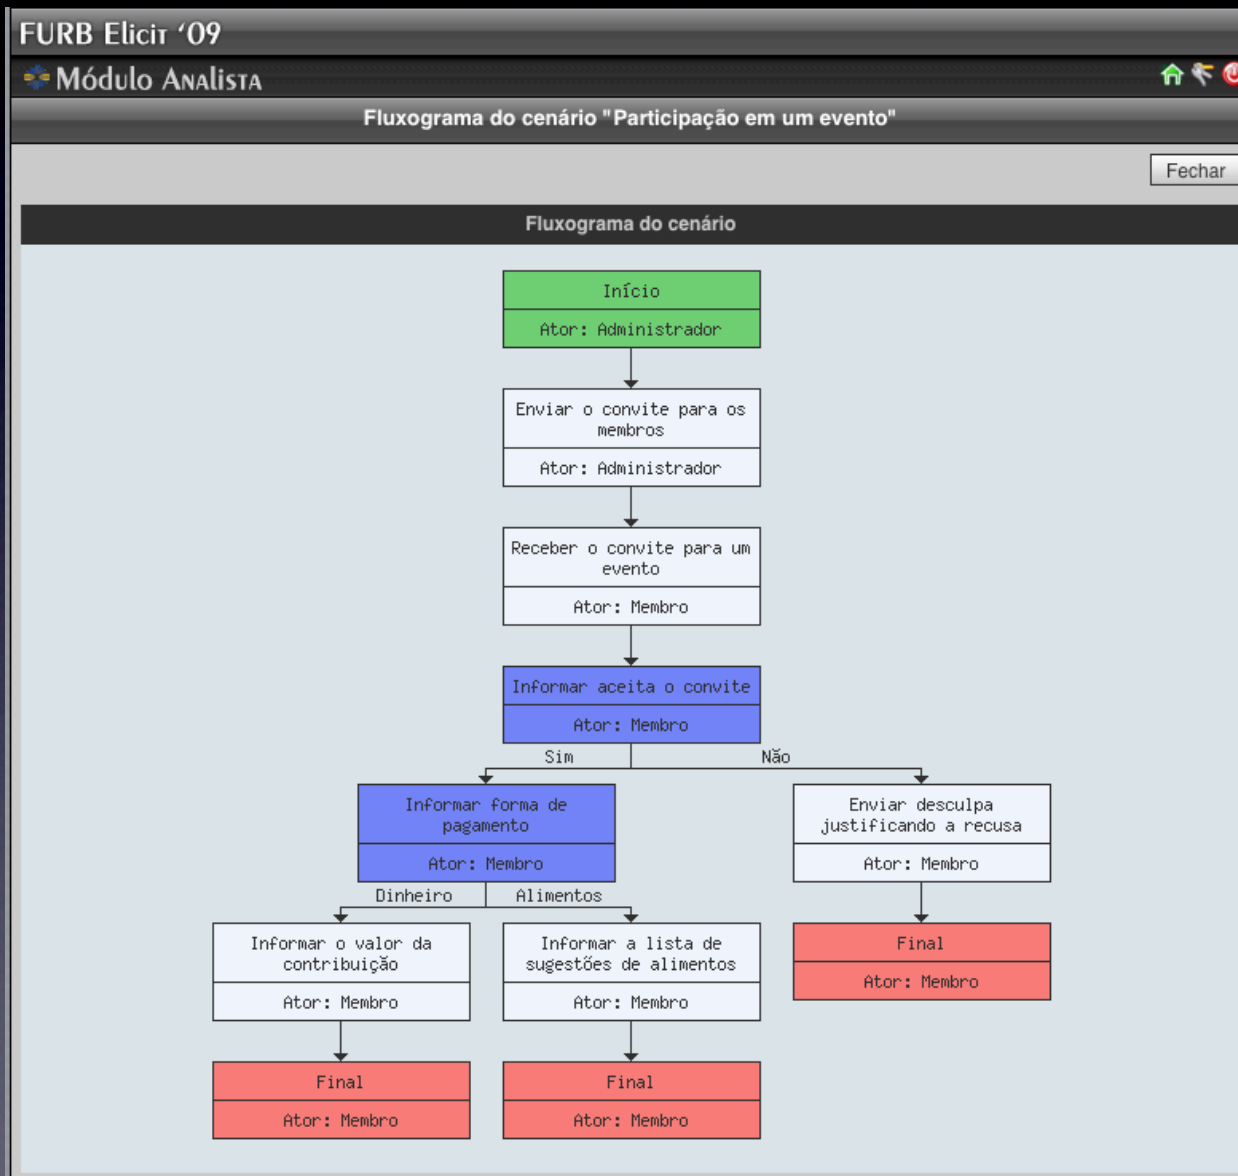 FURB Elicit ‘09
Módulo Analista
Fluxograma do cenário "Participação em um evento"
Fechar
Fluxograma do cenário
Início
Ator: Administrador
Enviar o convite para os
membros
Ator: Administrador
Receber o convite para um
evento
Ator: Membro
Informar aceita o convite
Ator: Membro
Sim
Não
Informar forma de
pagamento
Ator: Membro
Enviar desculpa
justificando a recusa
Ator: Membro
Dinheiro
Alimentos
Informar o valor da
contribuição
Ator: Membro
Informar a lista de
sugestões de alimentos
Ator: Membro
Final
Ator: Membro
Final
Ator: Membro
Final
Ator: Membro